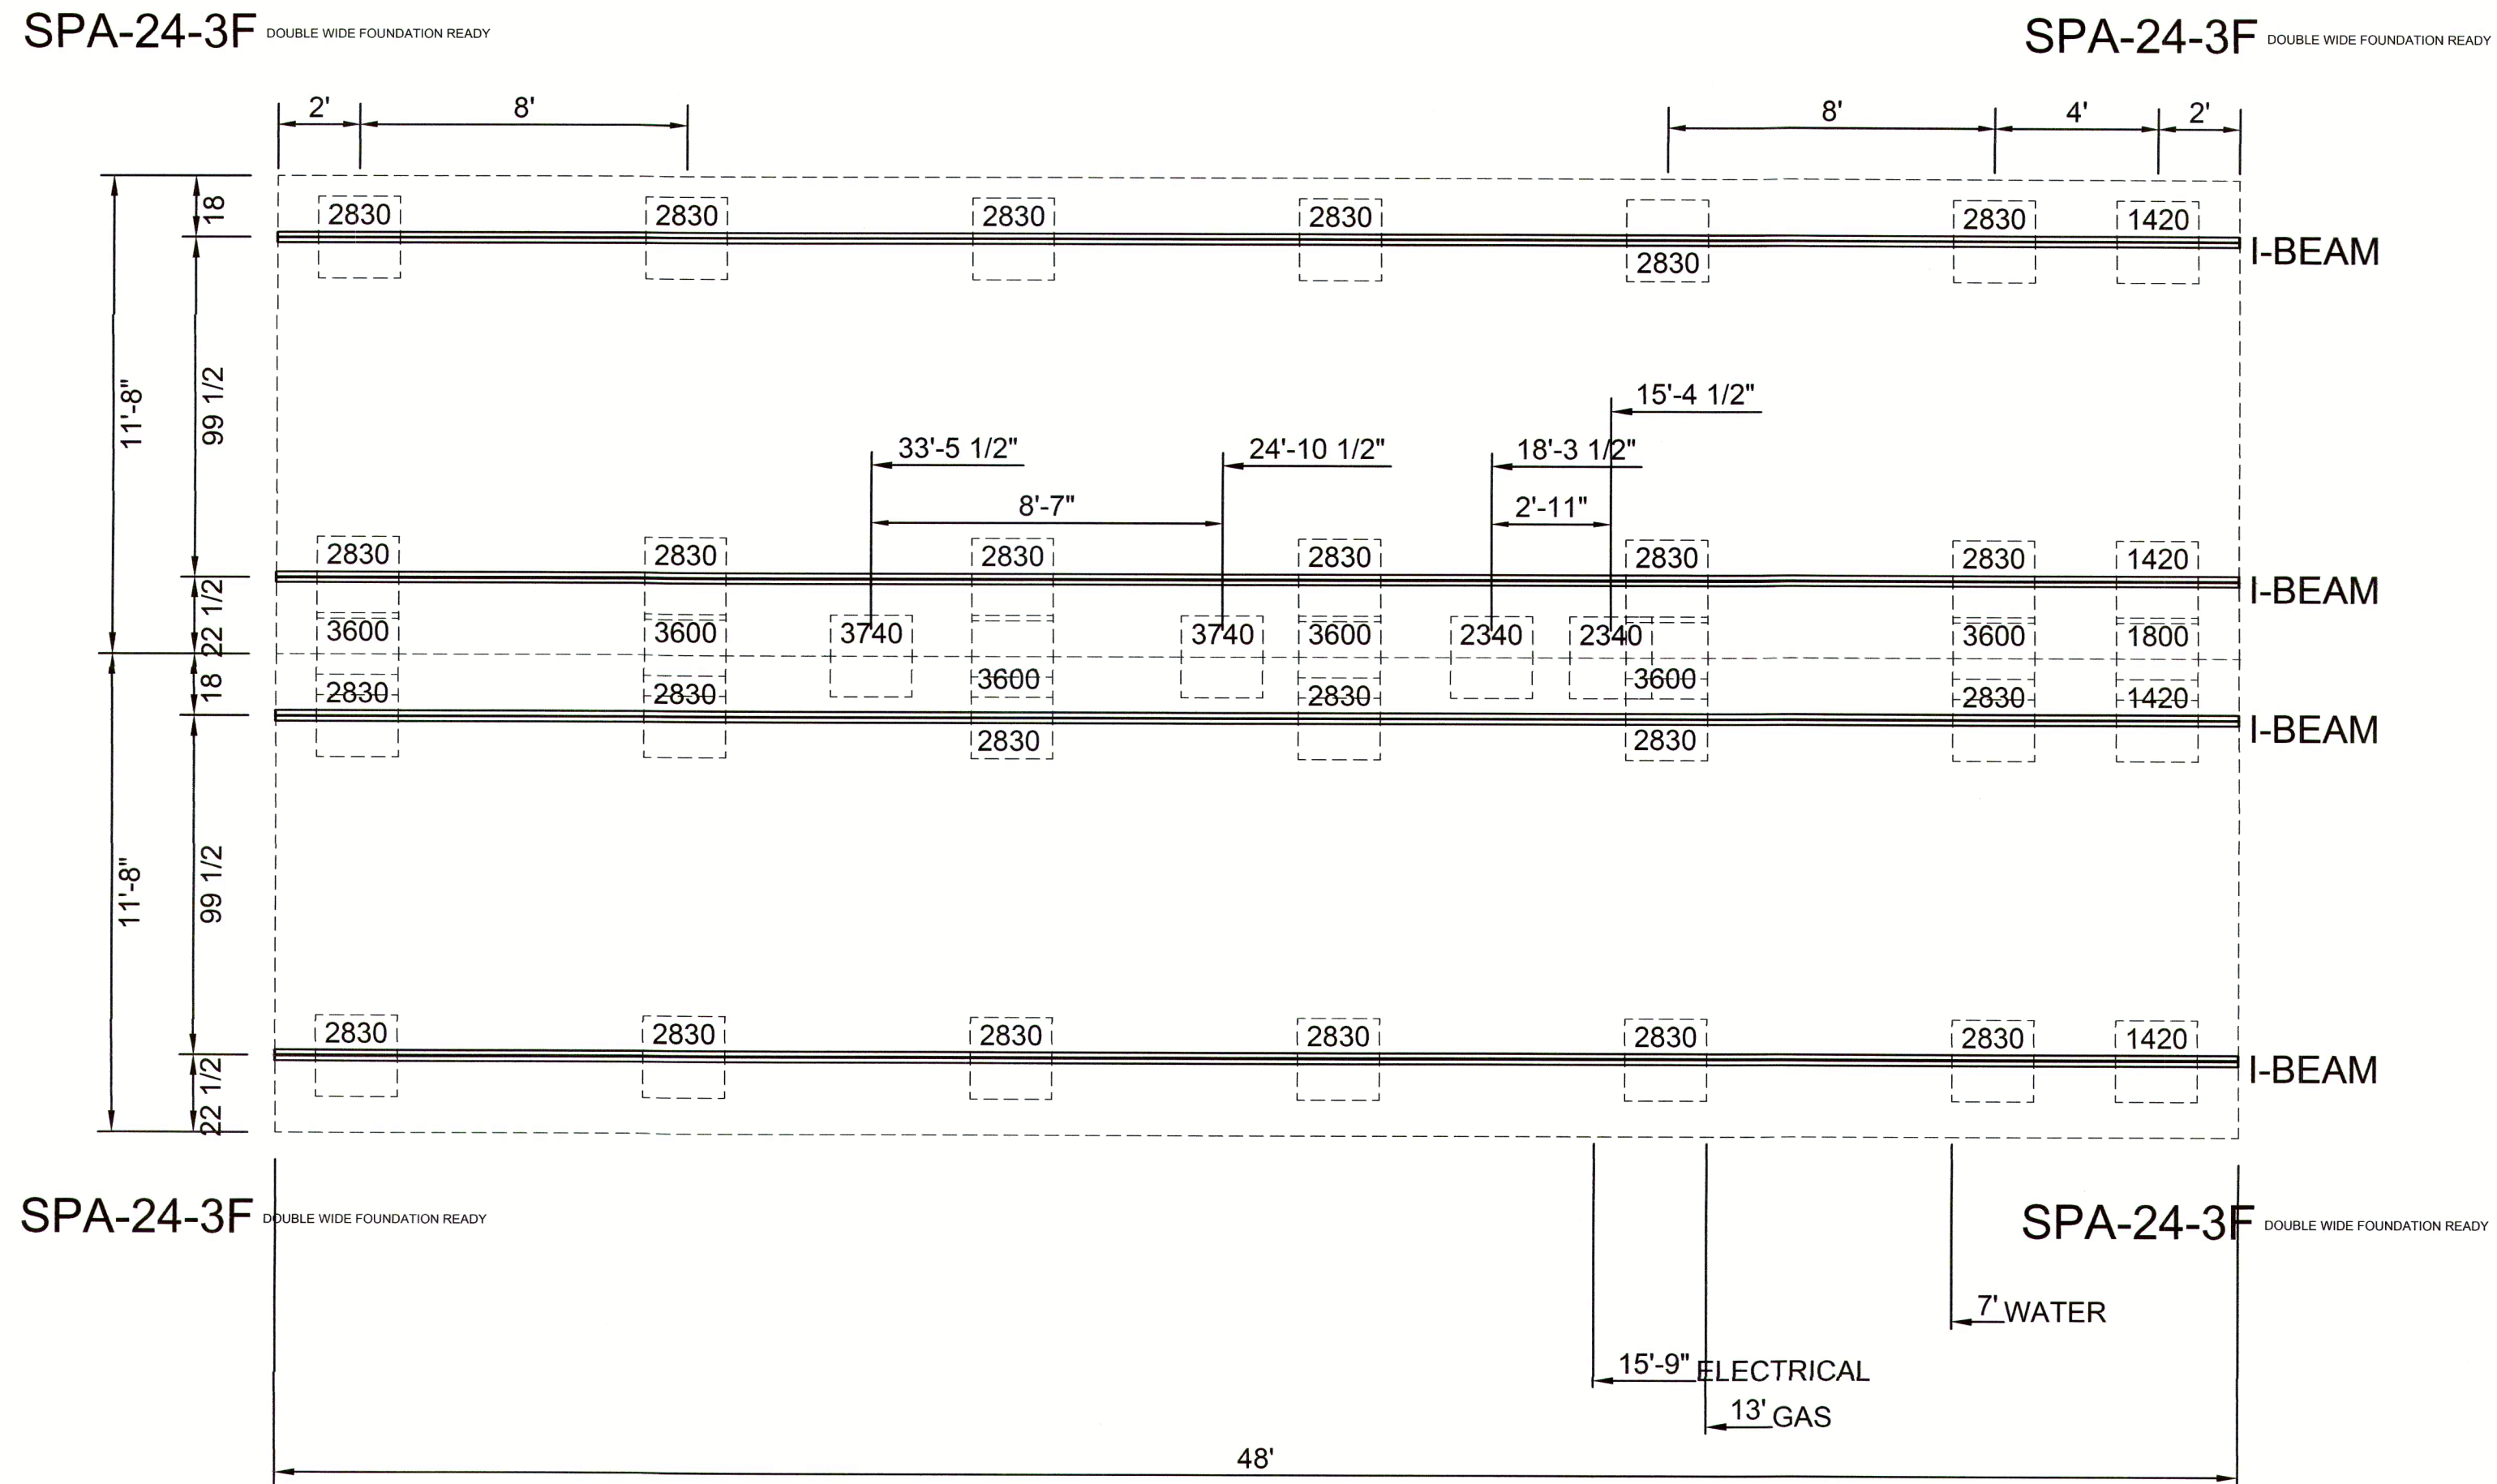 SPA-24-3F DOUBLE WIDE FOUNDATION READY
SPA-24-3F DOUBLE WIDE FOUNDATION READY
2' 8' 8' 4' 2'
18
2830 2830 2830 2830 2830 1420
2830
I-BEAM
11'-8"
99 1/2
15'-4 1/2"
33'-5 1/2" 24'-10 1/2" 18'-3 1/2"
8'-7" 2'-11"
2830 2830 2830 2830 2830 2830 1420
I-BEAM
22 1/2
3600 3600 3740 3740 3600 2340 2340 3600 1800
18
3600 3600
2830 2830 2830 2830 1420
I-BEAM
2830 2830
11'-8"
99 1/2
2830 2830 2830 2830 2830 2830 1420
I-BEAM
22 1/2
SPA-24-3F DOUBLE WIDE FOUNDATION READY
SPA-24-3F DOUBLE WIDE FOUNDATION READY
7' WATER
15'-9" ELECTRICAL
13' GAS
48'